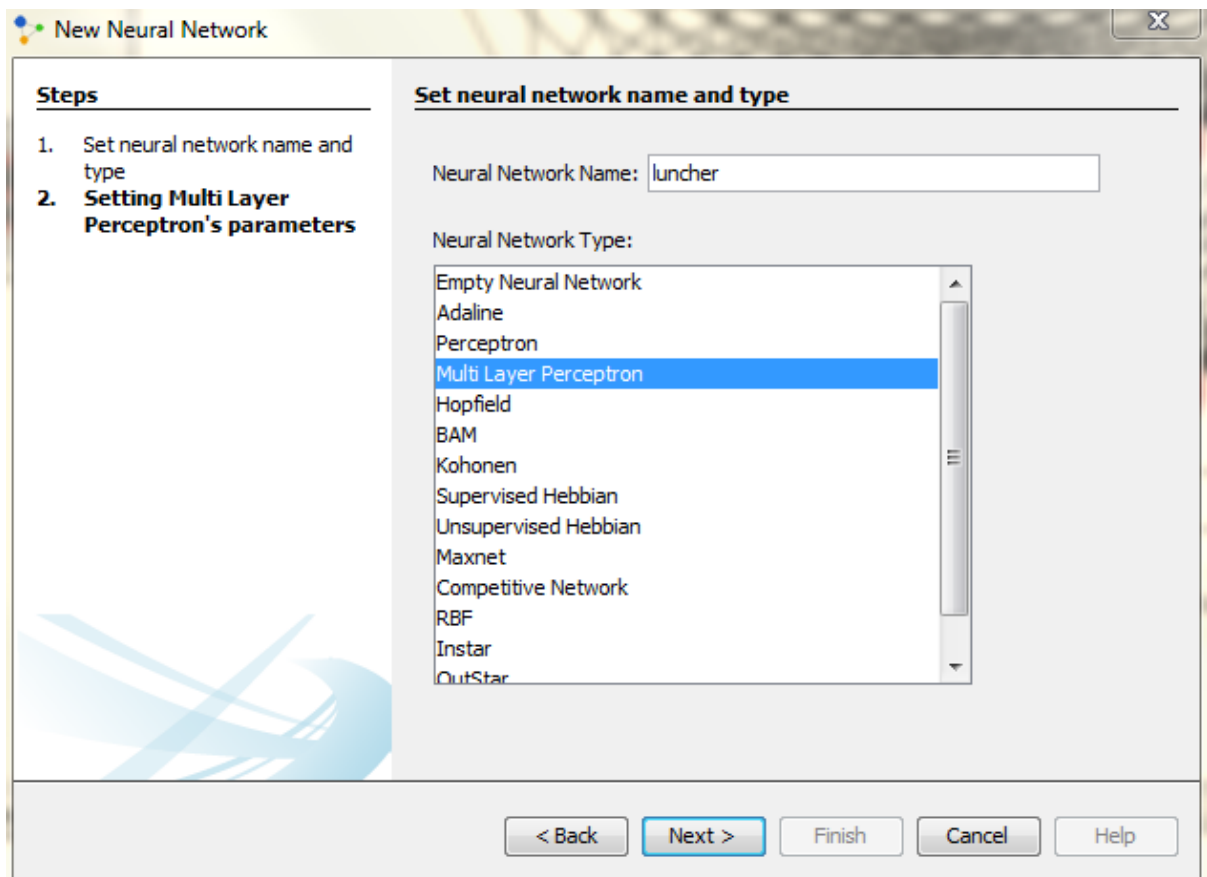 New Neural Network
Steps
1. Set neural network name and
type
2. Setting Multi Layer
Perceptron's parameters
Set neural network name and type
Neural Network Name: luncher
Neural Network Type:
Empty Neural Network
Adaline
Perceptron
Multi Layer Perceptron
Hopfield
BAM
Kohonen
Supervised Hebbian
Unsupervised Hebbian
Maxnet
Competitive Network
RBF
Instar
OutStar
< Back
Next >
Finish
Cancel
Help